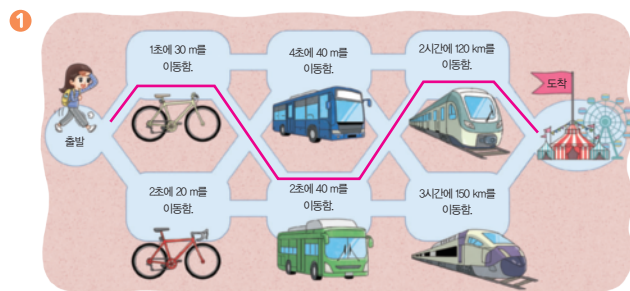 1
1초에 30 m를
이동함.
4초에 40 m를
이동함.
2시간에 120 km를
이동함.
도착
출발
2초에 20 m를
이동함.
2초에 40 m를
이동함.
3시간에 150 km를
이동함.